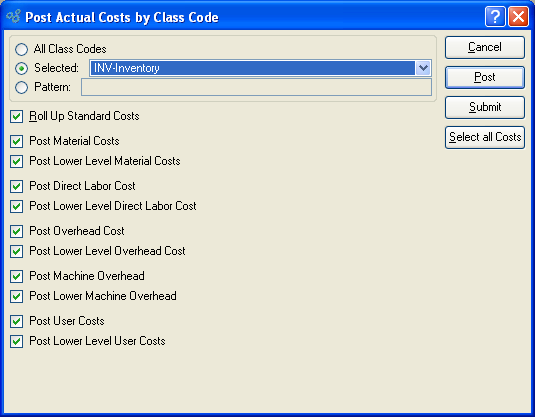 Post Actual Costs by Class Code
All Class Codes
Selected: INV-Inventory
Pattern:
Cancel
Post
Submit
Select all Costs
Roll Up Standard Costs
Post Material Costs
Post Lower Level Material Costs
Post Direct Labor Cost
Post Lower Level Direct Labor Cost
Post Overhead Cost
Post Lower Level Overhead Cost
Post Machine Overhead
Post Lower Machine Overhead
Post User Costs
Post Lower Level User Costs